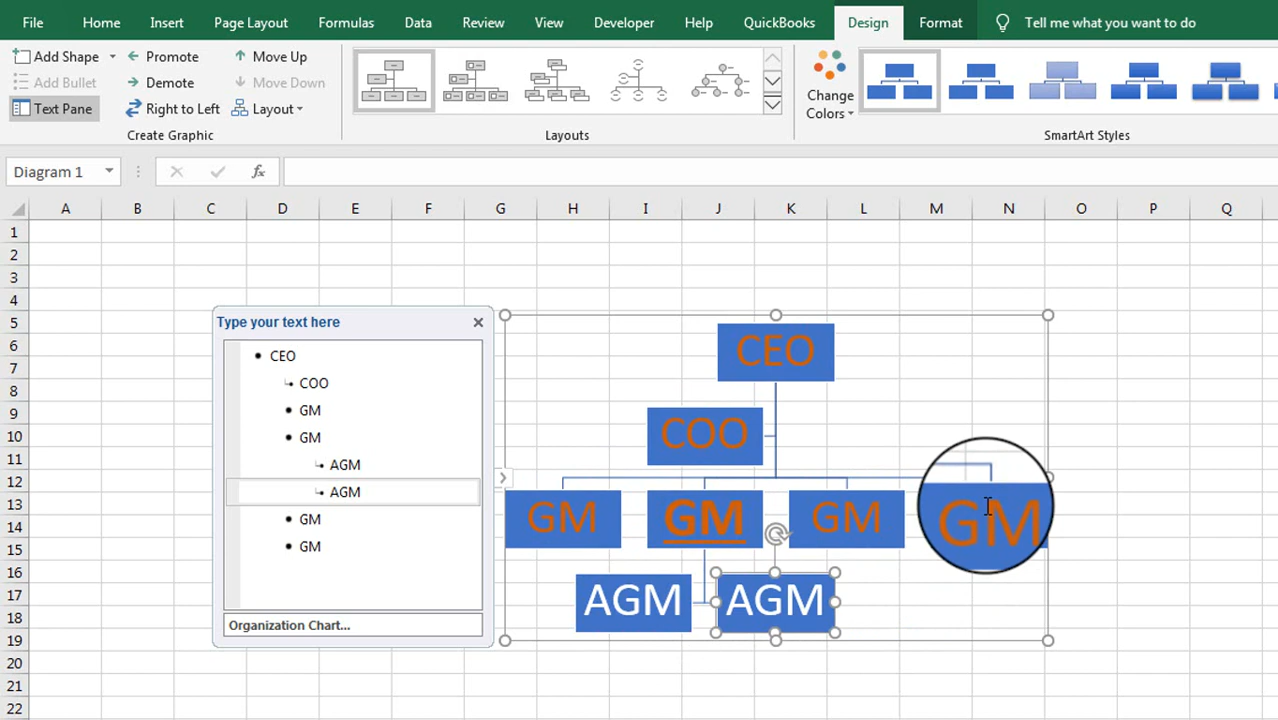 File Home Insert Page Layout Formulas Data Review View Developer Help QuickBooks Design Format Tell me what you want to do
Add Shape Promote Move Up
Add Bullet Demote Move Down
Text Pane Right to Left Layout
Change
Colors
Create Graphic Layouts SmartArt Styles
Diagram 1 fx
A B C D E F G H I J K L M N O P Q
1
2
3
4
5
6
7
8
9
10
11
12
13
14
15
16
17
18
19
20
21
22
Type your text here
CEO
COO
GM
GM
AGM
AGM
GM
GM
Organization Chart...
CEO
COO
GM GM GM GM
AGM AGM